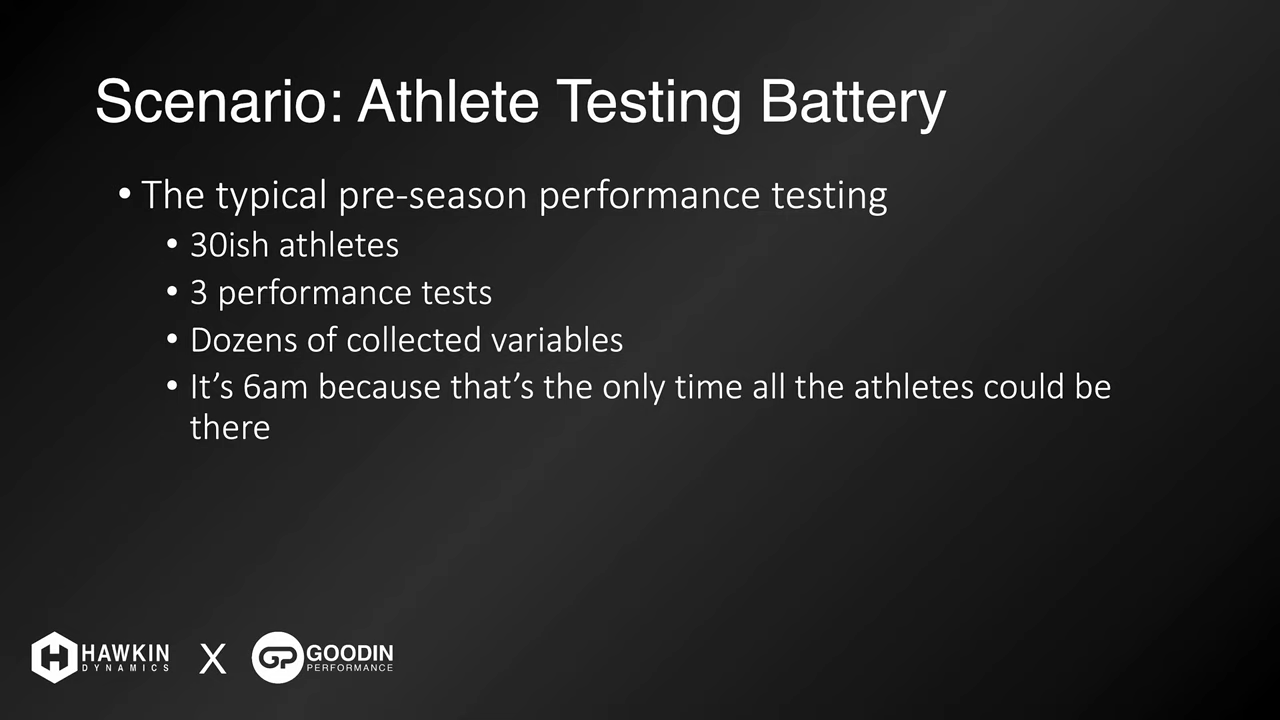 Scenario: Athlete Testing Battery
• The typical pre-season performance testing
• 30ish athletes
• 3 performance tests
• Dozens of collected variables
• It’s 6am because that’s the only time all the athletes could be
there
HAWKIN
DYNAMICS
X
GP
GOODIN
PERFORMANCE